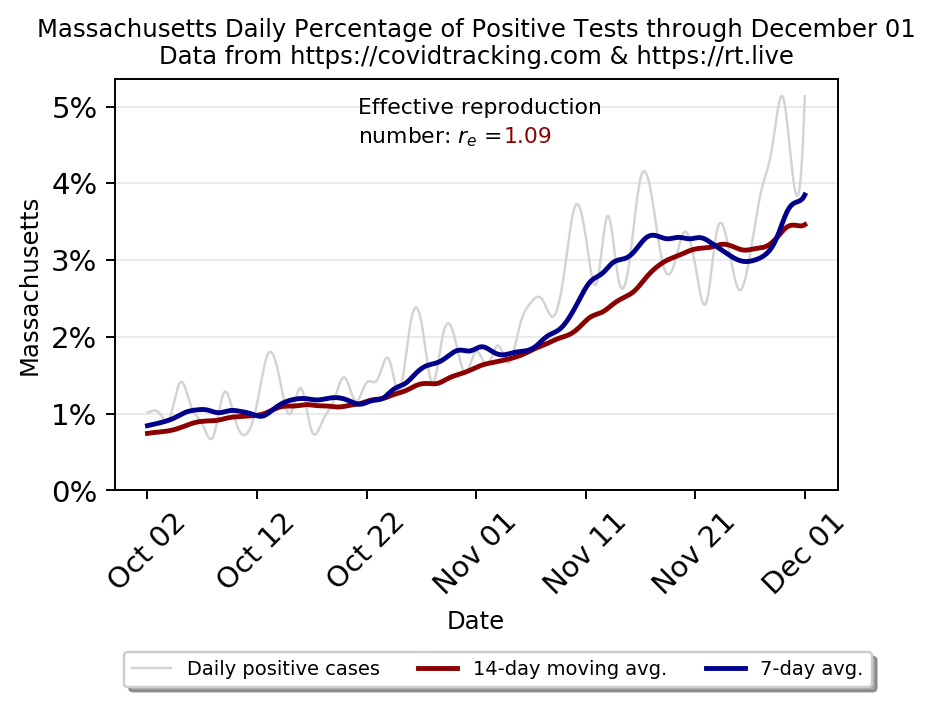 Massachusetts Daily Percentage of Positive Tests through December 01
Data from https://covidtracking.com & https://rt.live
Effective reproduction
number: rₑ =1.09
5%
4%
3%
2%
1%
0%
Massachusetts
Oct 02
Oct 12
Oct 22
Nov 01
Nov 11
Nov 21
Dec 01
Date
Daily positive cases
14-day moving avg.
7-day avg.